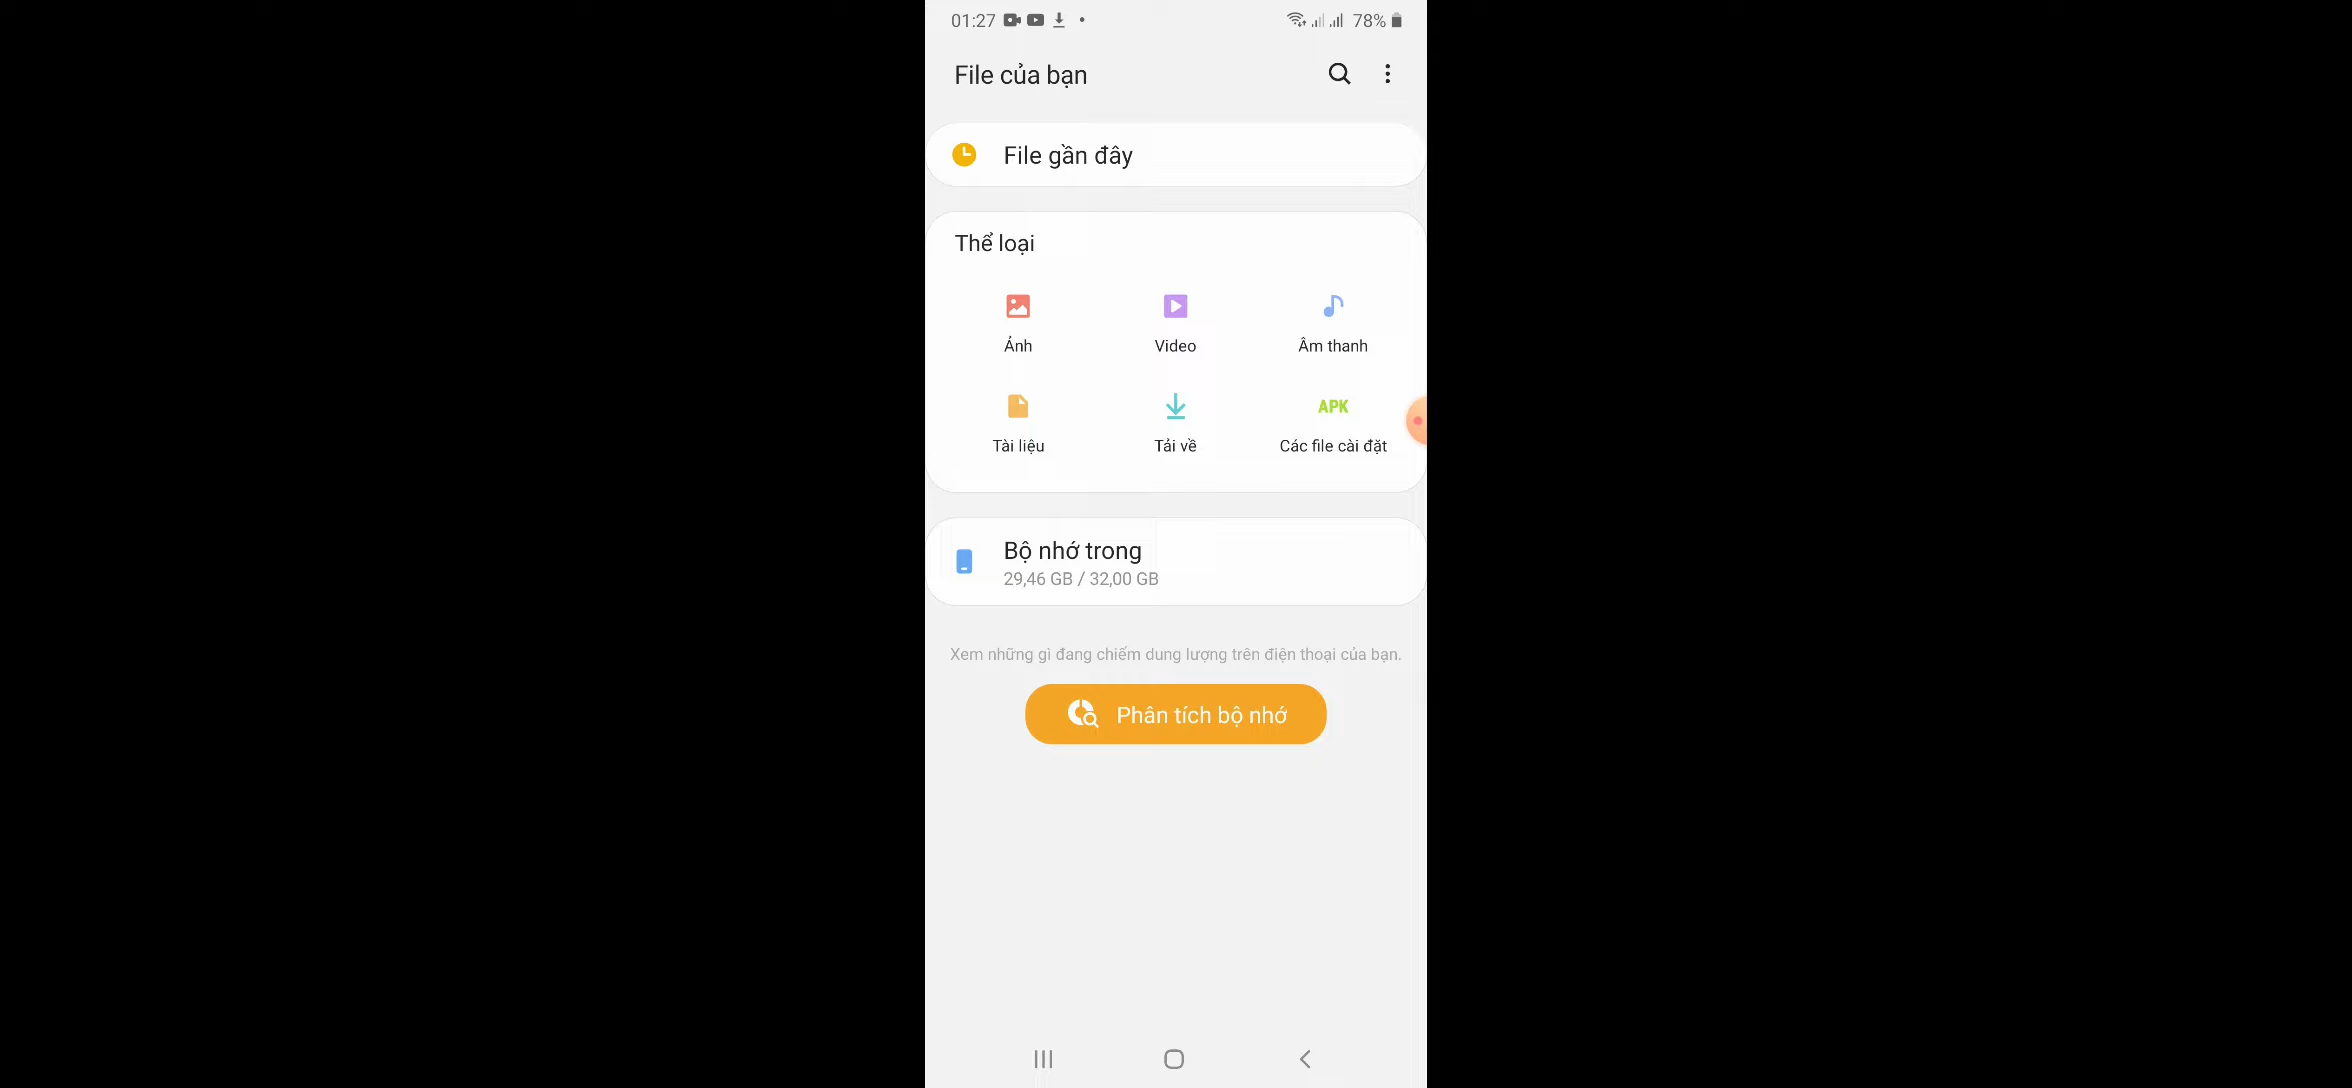 01:27
78%
File của bạn
File gần đây
Thể loại
Ảnh
Video
Âm thanh
Tài liệu
Tải về
APK
Các file cài đặt
Bộ nhớ trong
29,46 GB / 32,00 GB
Xem những gì đang chiếm dung lượng trên điện thoại của bạn.
Phân tích bộ nhớ